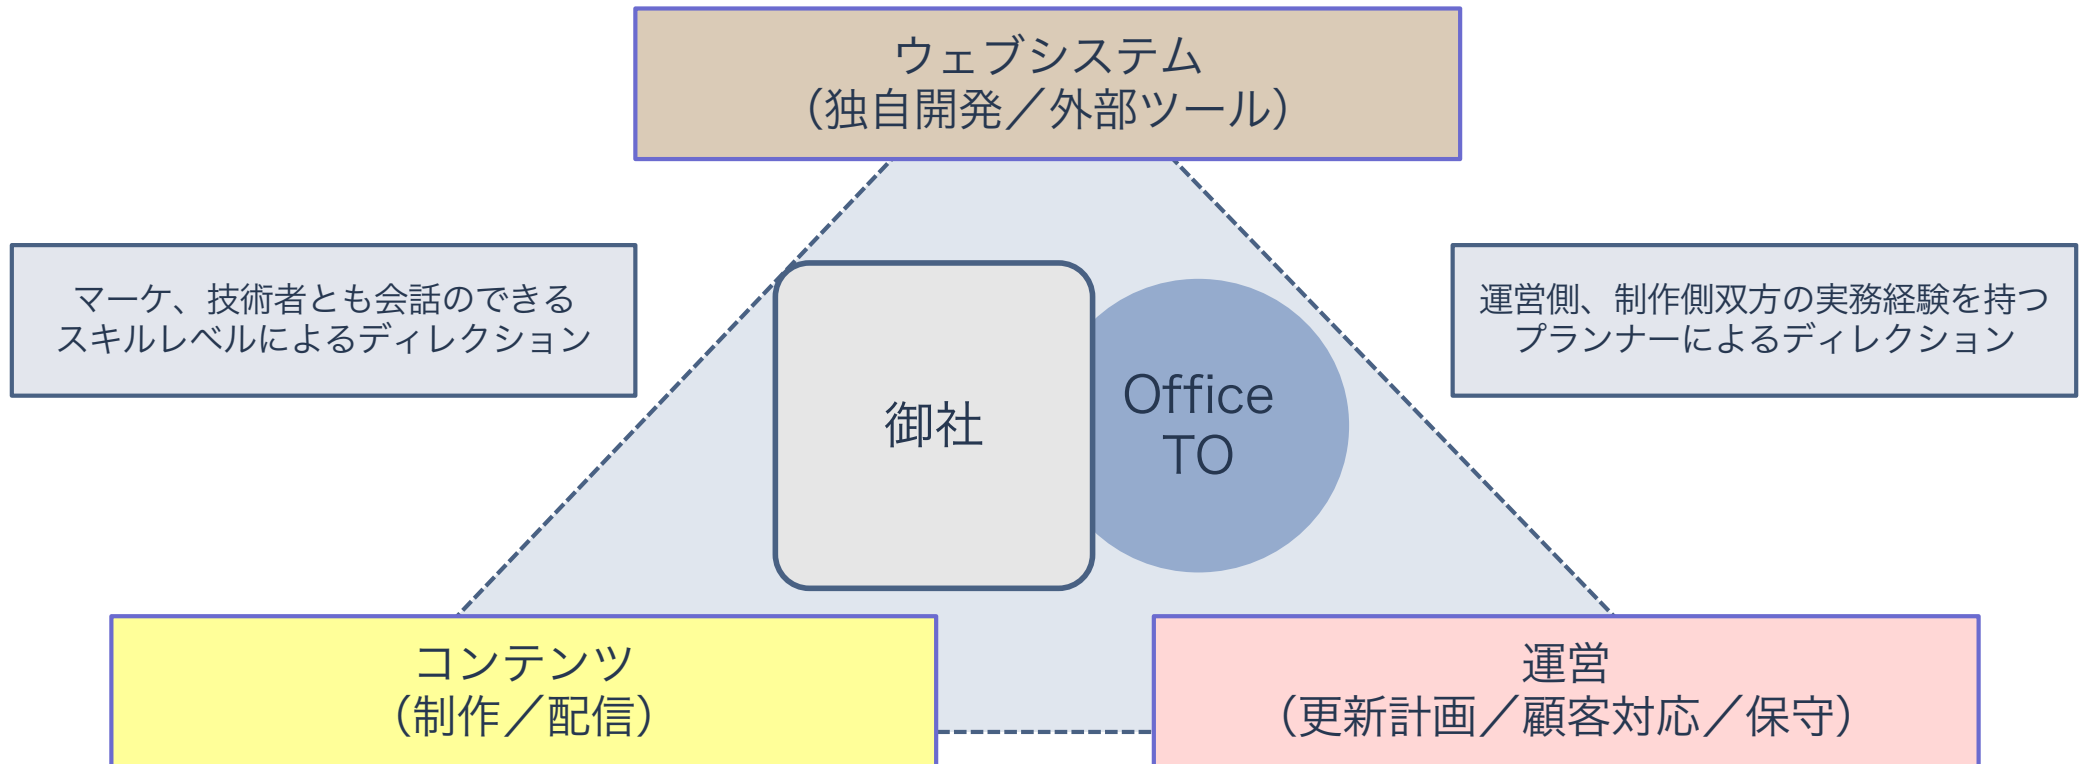 ウェブシステム
（独自開発／外部ツール）
マーケ、技術者とも会話のできる
スキルレベルによるディレクション
運営側、制作側双方の実務経験を持つ
プランナーによるディレクション
御社
Office
TO
コンテンツ
（制作／配信）
運営
（更新計画／顧客対応／保守）